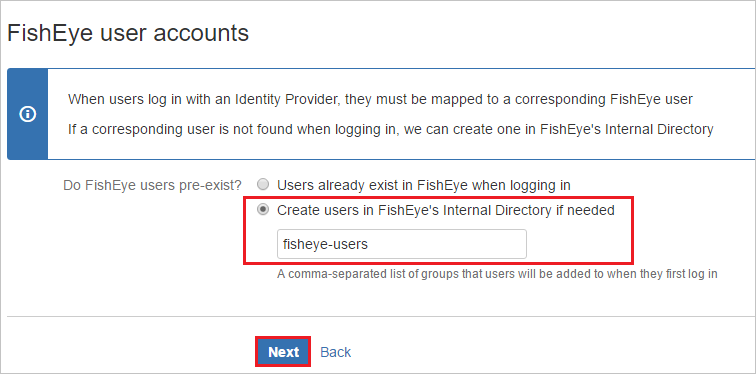 FishEye user accounts
When users log in with an Identity Provider, they must be mapped to a corresponding FishEye user
If a corresponding user is not found when logging in, we can create one in FishEye's Internal Directory
Do FishEye users pre-exist? Users already exist in FishEye when logging in
Create users in FishEye's Internal Directory if needed
fisheye-users
A comma-separated list of groups that users will be added to when they first log in
Next Back